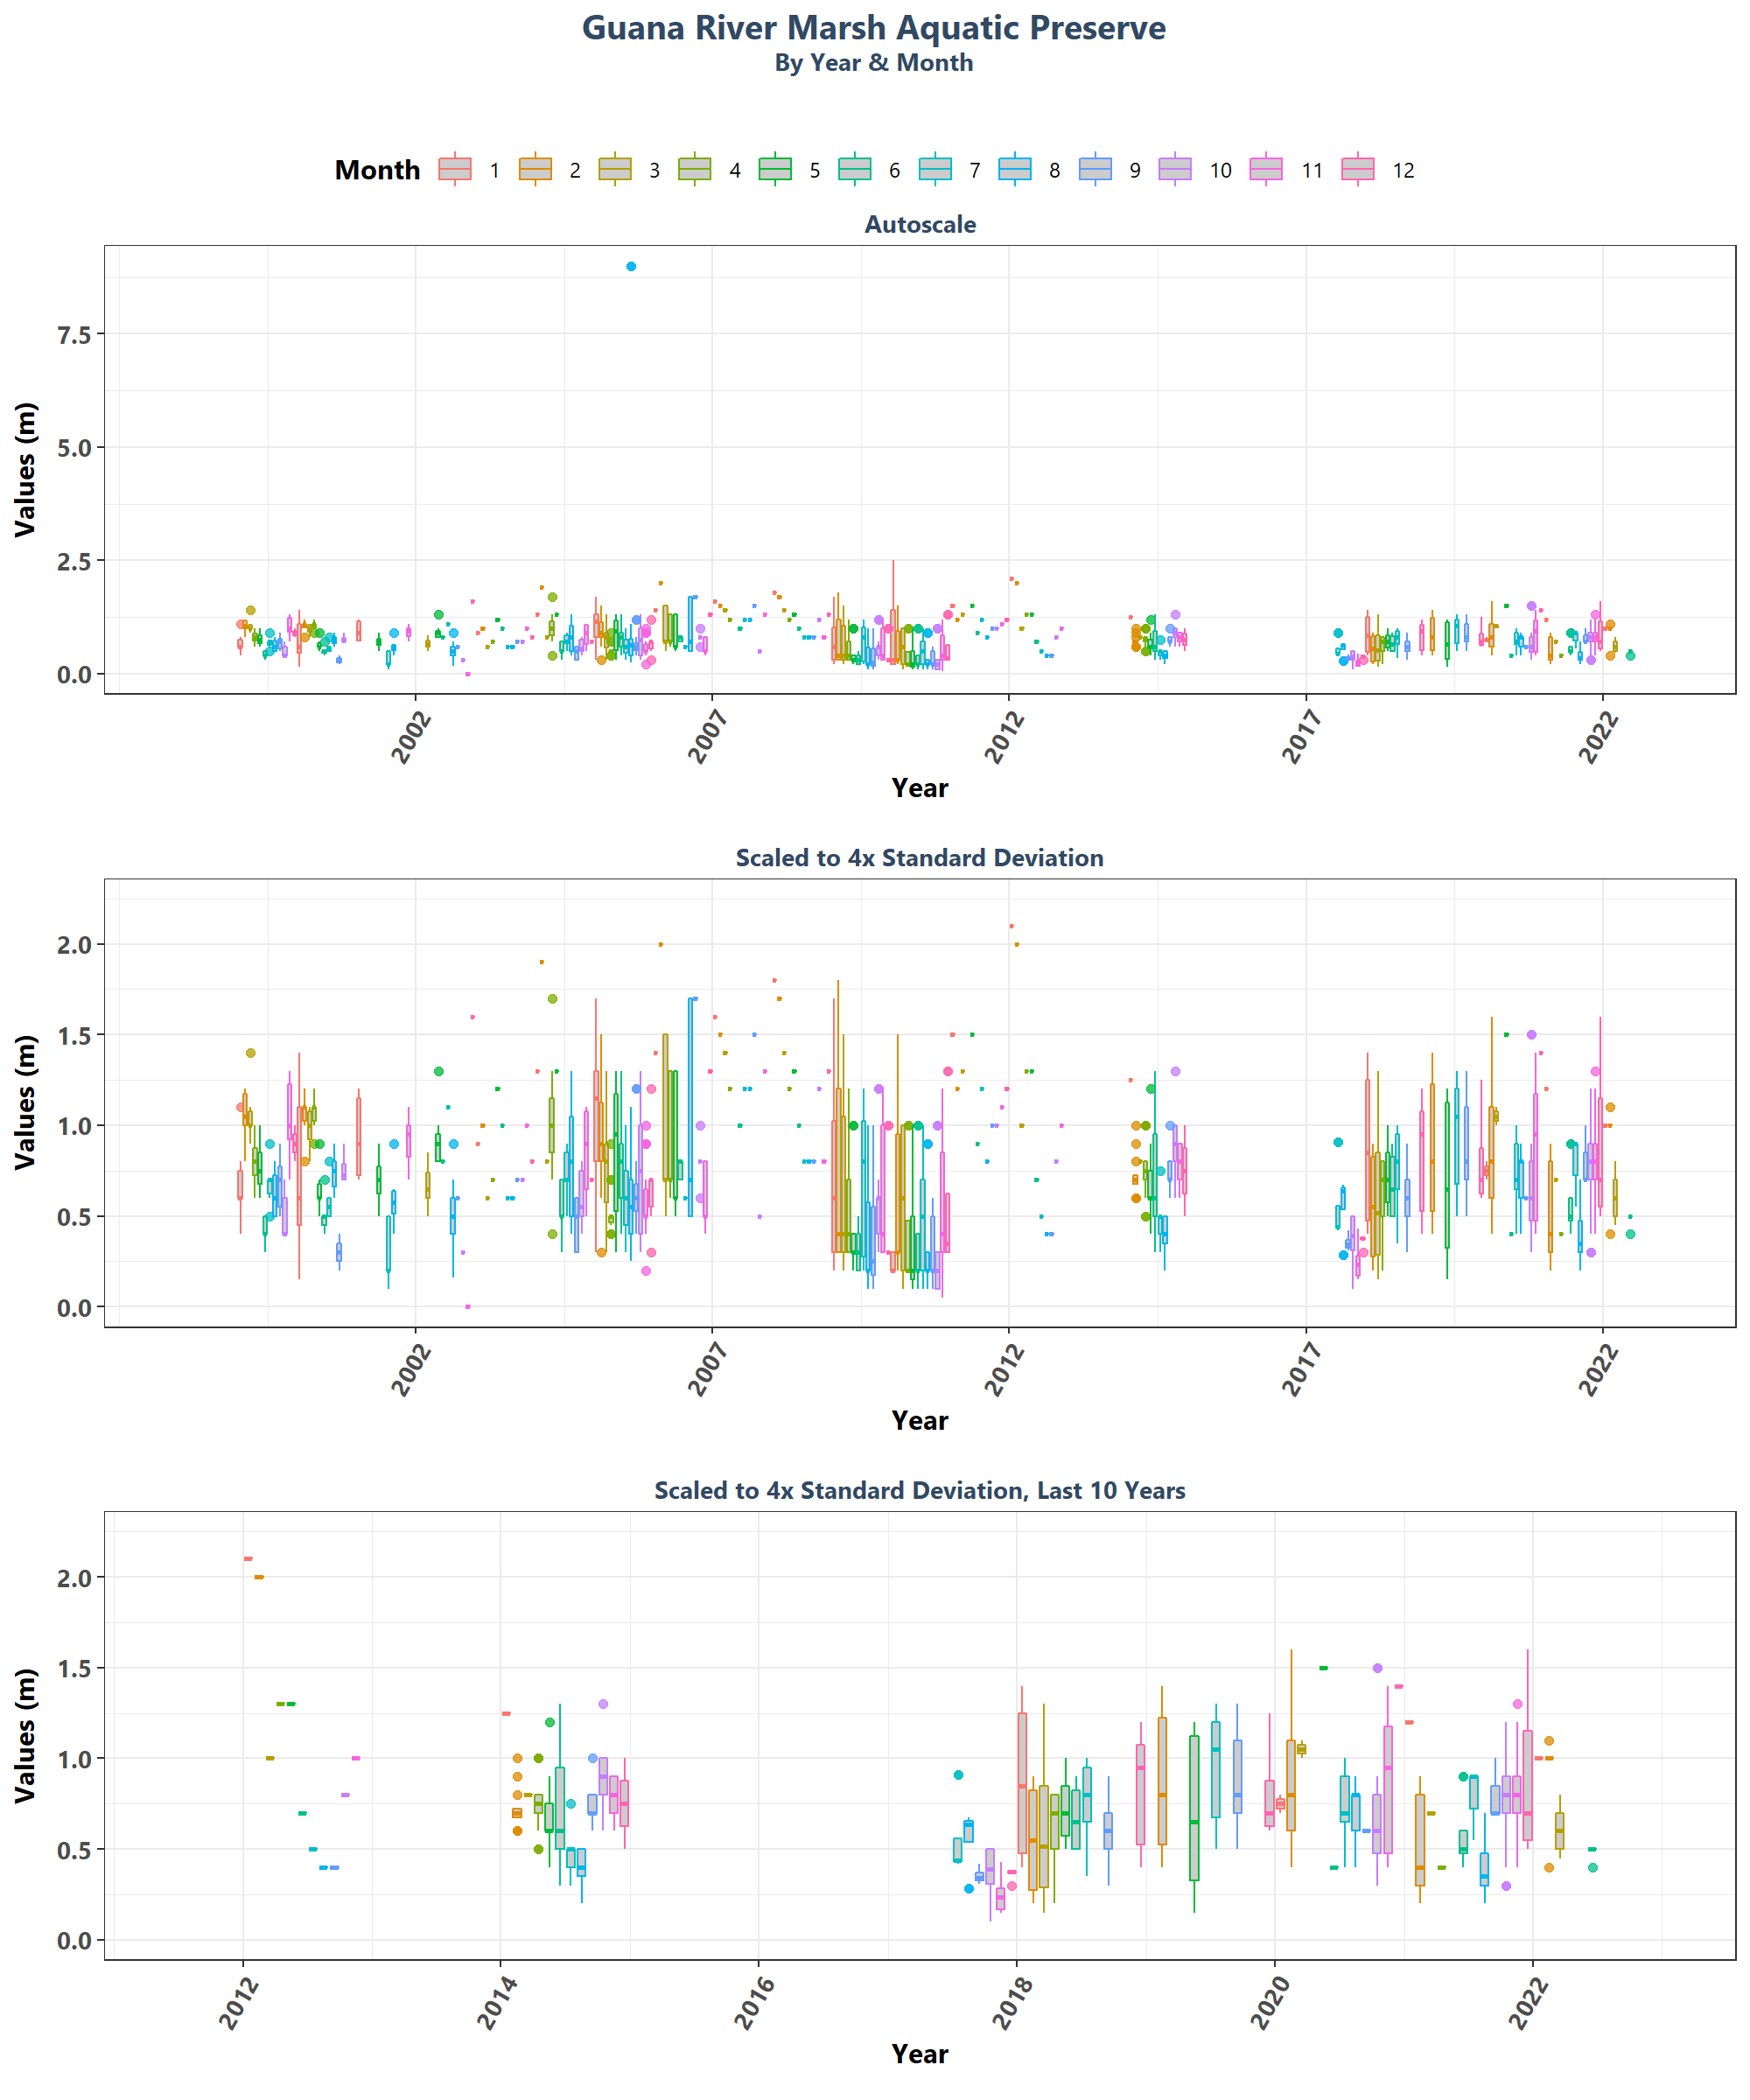 Guana River Marsh Aquatic Preserve
By Year & Month
Month 1 2 3 4 5 6 7 8 9 10 11 12
Autoscale
Values (m)
7.5
5.0
2.5
0.0
2002 2007 2012 2017 2022
Year
Scaled to 4x Standard Deviation
Values (m)
2.0
1.5
1.0
0.5
0.0
2002 2007 2012 2017 2022
Year
Scaled to 4x Standard Deviation, Last 10 Years
Values (m)
2.0
1.5
1.0
0.5
0.0
2012 2014 2016 2018 2020 2022
Year